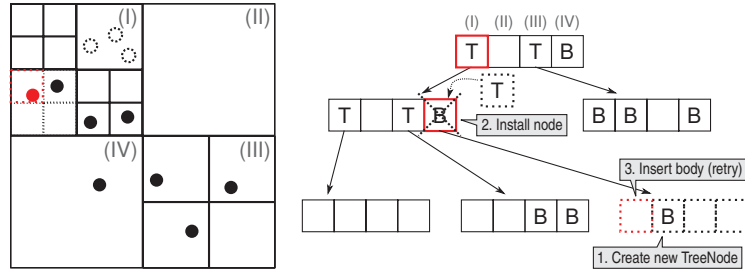 (I) (II)
(IV) (III)
(I) (II) (III) (IV)
T T B
T
T T B
2. Install node
B B B
3. Insert body (retry)
B B
B
1. Create new TreeNode